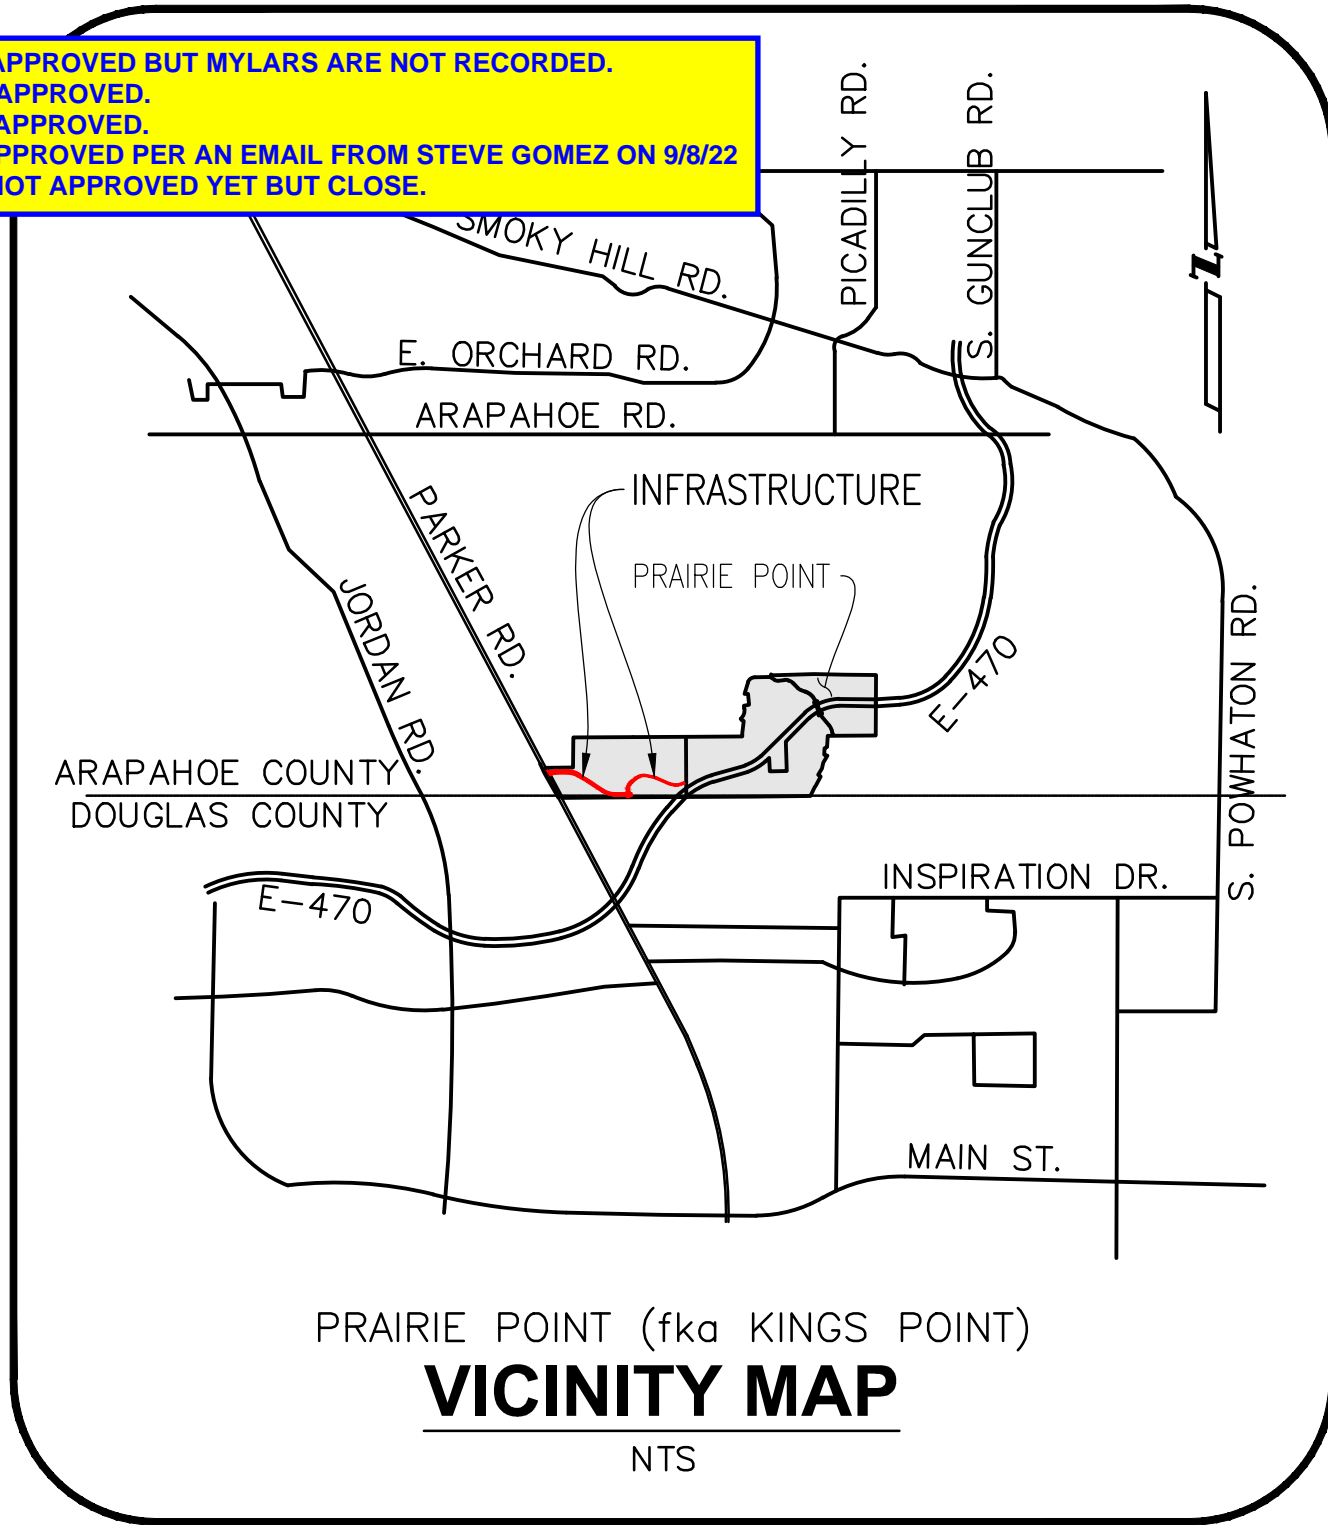 APPROVED BUT MYLARS ARE NOT RECORDED.
APPROVED.
APPROVED.
APPROVED PER AN EMAIL FROM STEVE GOMEZ ON 9/8/22
NOT APPROVED YET BUT CLOSE.
PICADILLY RD.
S. GUNCLUB RD.
SMOKY HILL RD.
N
E. ORCHARD RD.
ARAPAHOE RD.
INFRASTRUCTURE
PARKER RD.
PRAIRIE POINT
JORDAN RD.
E-470
S. POWHATON RD.
ARAPAHOE COUNTY
DOUGLAS COUNTY
INSPIRATION DR.
E-470
MAIN ST.
PRAIRIE POINT (fka KINGS POINT)
VICINITY MAP
NTS